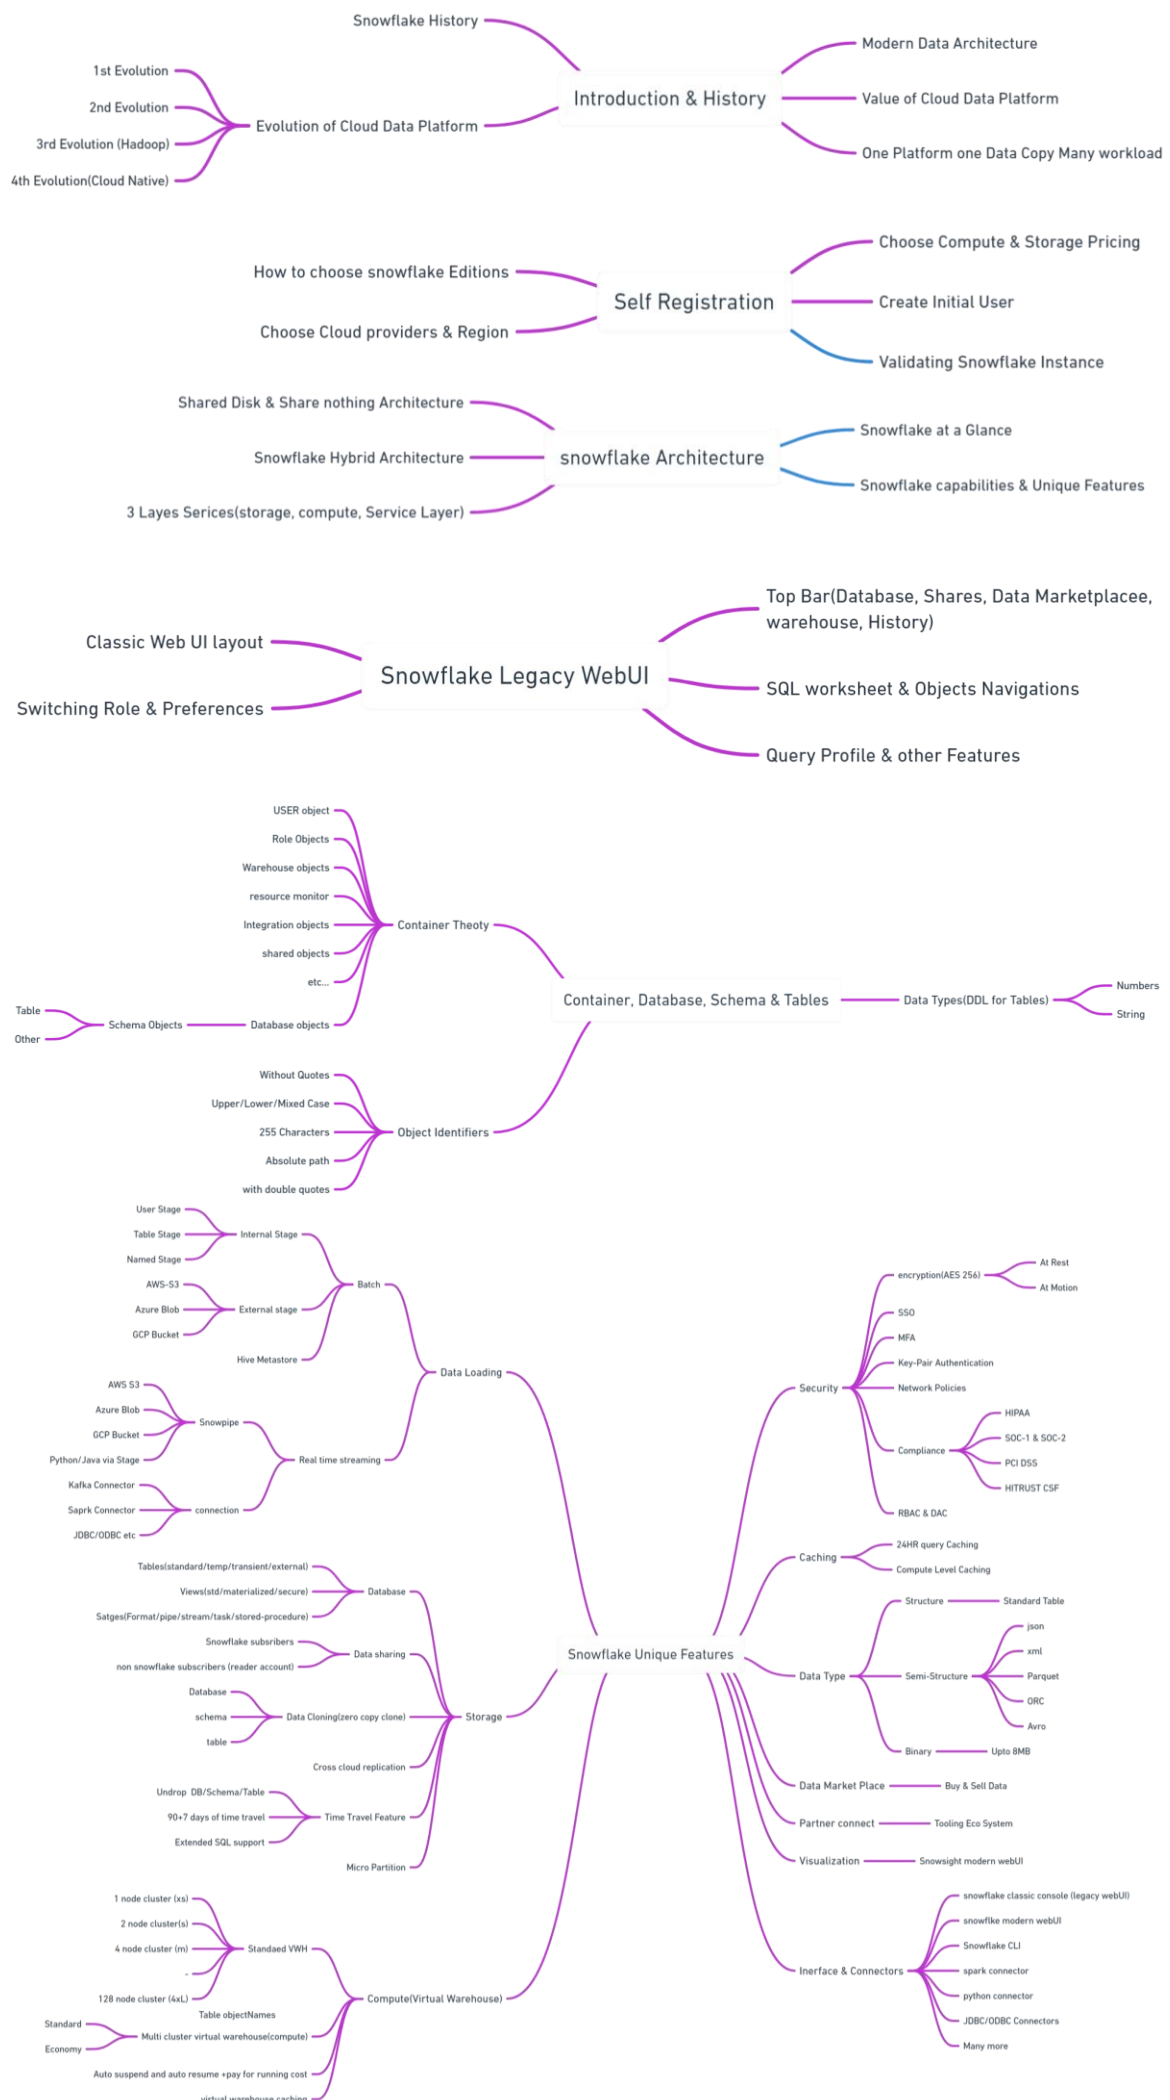 Snowflake History
1st Evolution
2nd Evolution
3rd Evolution (Hadoop)
4th Evolution(Cloud Native)
Evolution of Cloud Data Platform
Introduction & History
Modern Data Architecture
Value of Cloud Data Platform
One Platform one Data Copy Many workload
How to choose snowflake Editions
Choose Cloud providers & Region
Self Registration
Choose Compute & Storage Pricing
Create Initial User
Validating Snowflake Instance
Shared Disk & Share nothing Architecture
Snowflake Hybrid Architecture
3 Layes Serices(storage, compute, Service Layer)
snowflake Architecture
Snowflake at a Glance
Snowflake capabilities & Unique Features
Classic Web UI layout
Switching Role & Preferences
Snowflake Legacy WebUI
Top Bar(Database, Shares, Data Marketplacee,
warehouse, History)
SQL worksheet & Objects Navigations
Query Profile & other Features
USER object
Role Objects
Warehouse objects
resource monitor
Integration objects
shared objects
etc...
Table
Other
Schema Objects
Database objects
Container Theoty
Without Quotes
Upper/Lower/Mixed Case
255 Characters
Absolute path
with double quotes
Object Identifiers
Container, Database, Schema & Tables
Data Types(DDL for Tables)
Numbers
String
User Stage
Table Stage
Named Stage
Internal Stage
AWS-S3
Azure Blob
GCP Bucket
External stage
Hive Metastore
Batch
AWS S3
Azure Blob
GCP Bucket
Python/Java via Stage
Snowpipe
Kafka Connector
Saprk Connector
JDBC/ODBC etc
connection
Real time streaming
Data Loading
Tables(standard/temp/transient/external)
Views(std/materialized/secure)
Satges(Format/pipe/stream/task/stored-procedure)
Database
Snowflake subsribers
non snowflake subscribers (reader account)
Data sharing
Database
schema
table
Data Cloning(zero copy clone)
Cross cloud replication
Undrop DB/Schema/Table
90+7 days of time travel
Extended SQL support
Time Travel Feature
Micro Partition
Storage
1 node cluster (xs)
2 node cluster(s)
4 node cluster (m)
-
128 node cluster (4xL)
Standaed VWH
Table objectNames
Standard
Economy
Multi cluster virtual warehouse(compute)
Auto suspend and auto resume +pay for running cost
virtual warehouse caching
Compute(Virtual Warehouse)
Snowflake Unique Features
Security
encryption(AES 256)
At Rest
At Motion
SSO
MFA
Key-Pair Authentication
Network Policies
Compliance
HIPAA
SOC-1 & SOC-2
PCI DSS
HITRUST CSF
RBAC & DAC
Caching
24HR query Caching
Compute Level Caching
Data Type
Structure
Standard Table
Semi-Structure
json
xml
Parquet
ORC
Avro
Binary
Upto 8MB
Data Market Place
Buy & Sell Data
Partner connect
Tooling Eco System
Visualization
Snowsight modern webUI
Inerface & Connectors
snowflake classic console (legacy webUI)
snowflke modern webUI
Snowflake CLI
spark connector
python connector
JDBC/ODBC Connectors
Many more